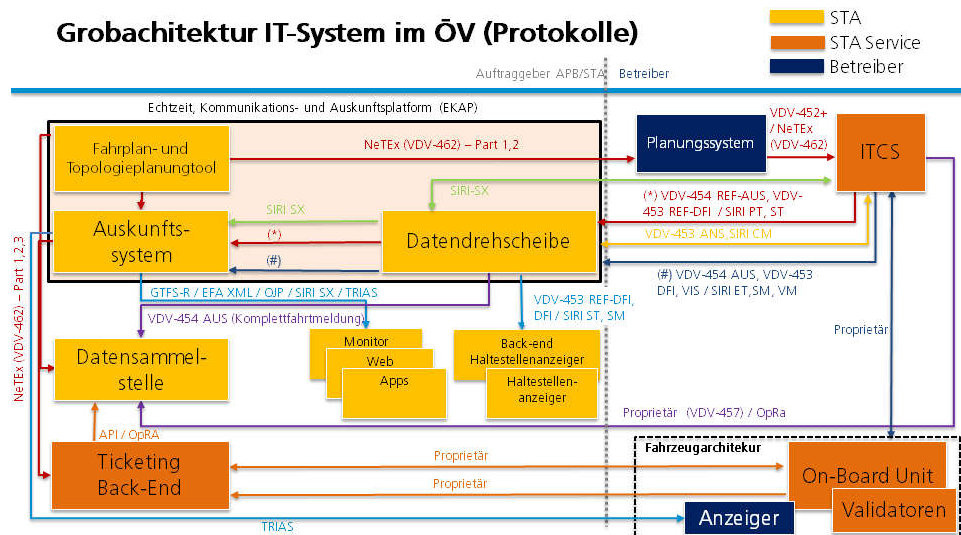 Grobachitektur IT-System im ÖV (Protokolle)
STA
STA Service
Betreiber
Auftraggeber APB/STA
Betreiber
Echtzeit, Kommunikations- und Auskunftsplatform (EKAP)
Fahrplan- und
Topologieplanungtool
NeTEx (VDV-462) – Part 1,2
Planungssystem
VDV-452+
/ NeTEx
(VDV-462)
ITCS
SIRI-SX
(*) VDV-454 REF-AUS, VDV-
453 REF-DFI / SIRI PT, ST
SIRI SX
Auskunfts-
system
(*)
(#)
Datendrehscheibe
VDV-453 ANS,SIRI CM
(#) VDV-454 AUS, VDV-453
DFI, VIS / SIRI ET,SM, VM
GTFS-R / EFA XML / OJP / SIRI SX / TRIAS
VDV-454 AUS (Komplettfahrtmeldung)
VDV-453 REF-DFI,
DFI / SIRI ST, SM
NeTEx (VDV-462) – Part 1,2,3
Proprietär
Datensammel-
stelle
Monitor
Web
Apps
Back-end
Haltestellenanzeiger
Haltestellen-
anzeiger
Proprietär (VDV-457) / OpRa
API / OpRA
Ticketing
Back-End
Proprietär
Proprietär
Fahrzeugarchitekur
On-Board Unit
Validatoren
Anzeiger
TRIAS